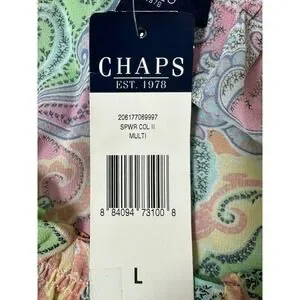 CHAPS
EST. 1978
206177089997
SPWR COL II
MULTI
8 84094 73100 8
L